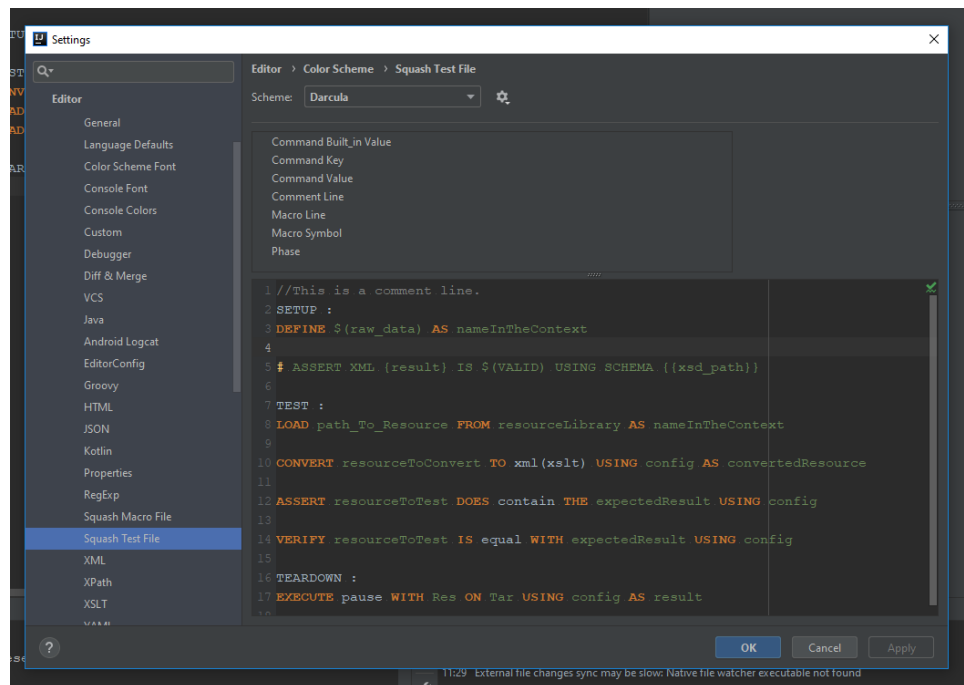 Settings
Editor > Color Scheme > Squash Test File
Scheme: Darcula
Editor
General
Language Defaults
Color Scheme Font
Console Font
Console Colors
Custom
Debugger
Diff & Merge
VCS
Java
Android Logcat
EditorConfig
Groovy
HTML
JSON
Kotlin
Properties
RegExp
Squash Macro File
Squash Test File
XML
XPath
XSLT
YAML
Command Built_in Value
Command Key
Command Value
Comment Line
Macro Line
Macro Symbol
Phase
1 //This is a comment line.
2 SETUP :
3 DEFINE $(raw_data) AS nameInTheContext
4
5 # ASSERT XML {result} IS $(VALID) USING SCHEMA {{xsd_path}}
6
7 TEST :
8 LOAD path_To_Resource FROM resourceLibrary AS nameInTheContext
9
10 CONVERT resourceToConvert TO xml(xslt) USING config AS convertedResource
11
12 ASSERT resourceToTest DOES contain THE expectedResult USING config
13
14 VERIFY resourceToTest IS equal WITH expectedResult USING config
15
16 TEARDOWN :
17 EXECUTE pause WITH Res ON Tar USING config AS result
18
? OK Cancel Apply
11:29 External file changes sync may be slow: Native file watcher executable not found